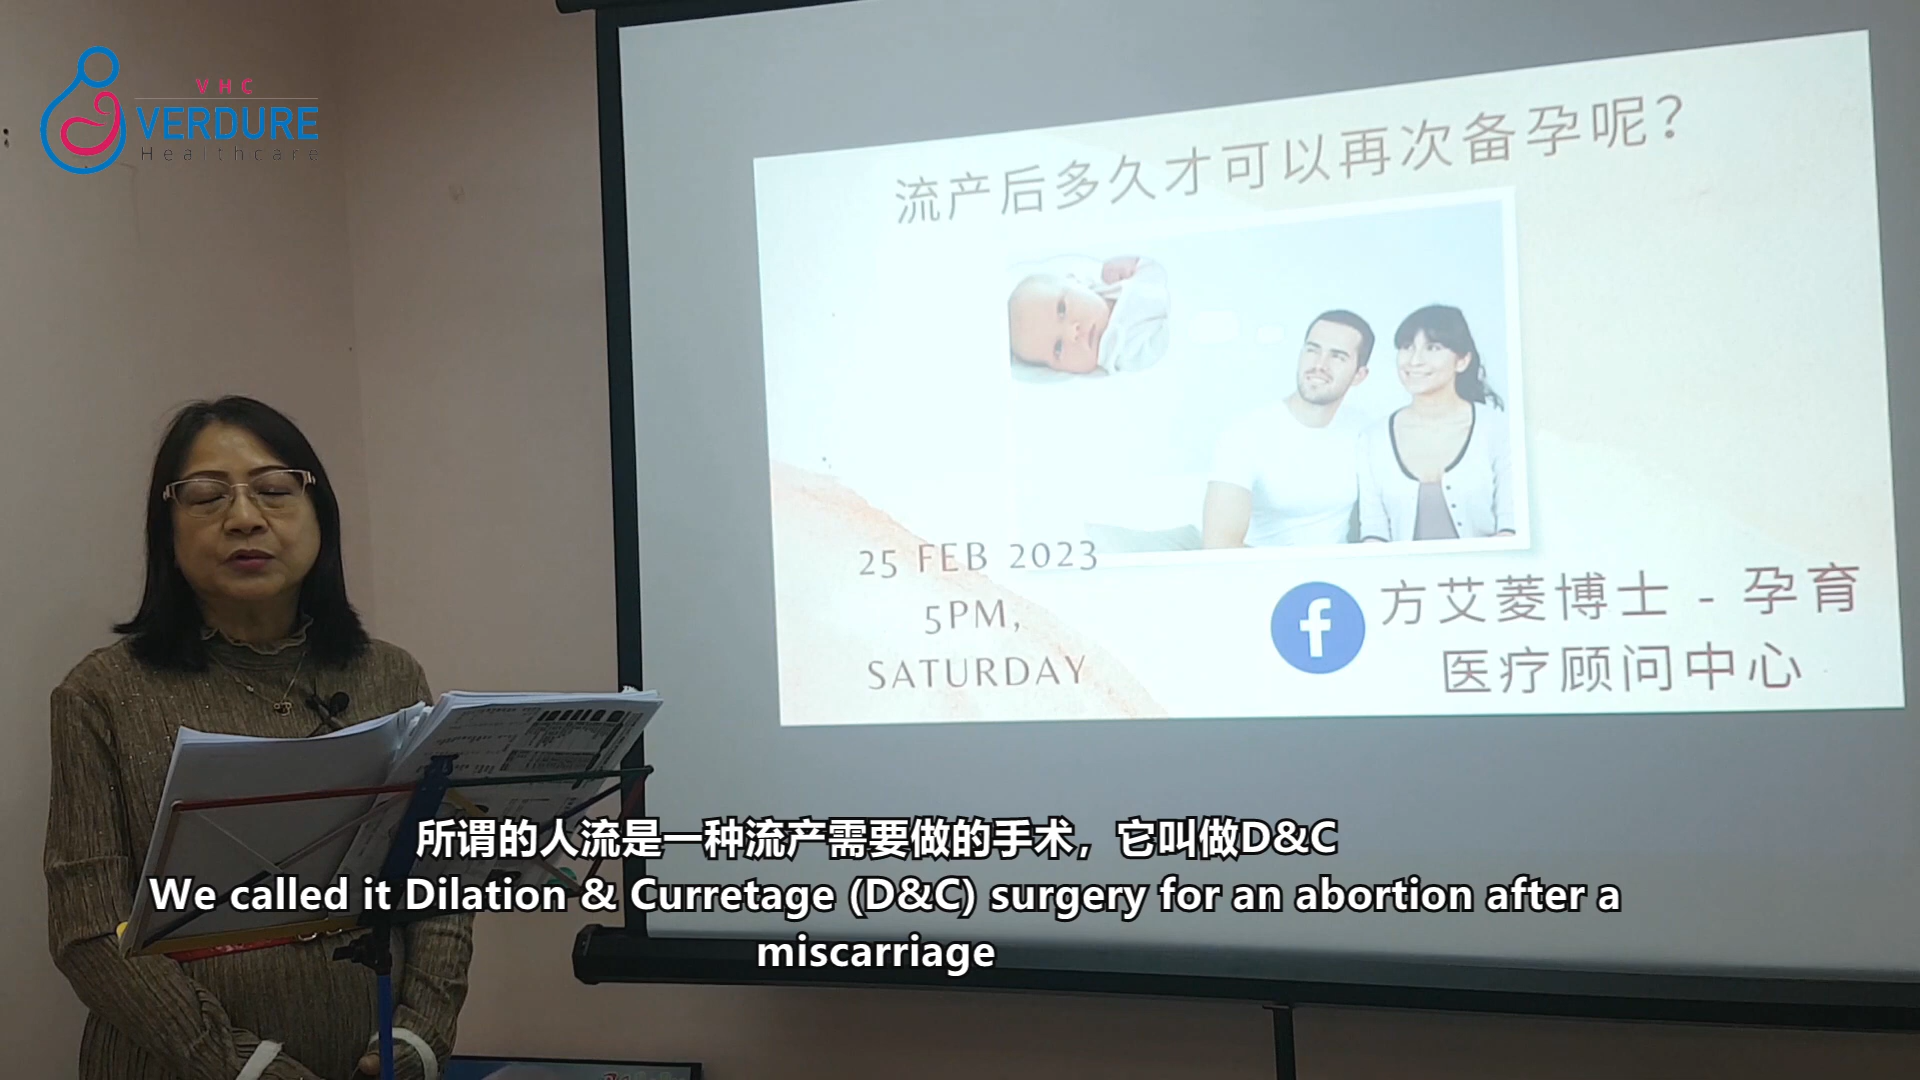 VHC
VERDURE
Healthcare
流产后多久才可以再次备孕呢？
25 FEB 2023
5PM,
SATURDAY
f
方艾菱博士 - 孕育
医疗顾问中心
所谓的人流是一种流产需要做的手术，它叫做D&C
We called it Dilation & Curretage (D&C) surgery for an abortion after a
miscarriage